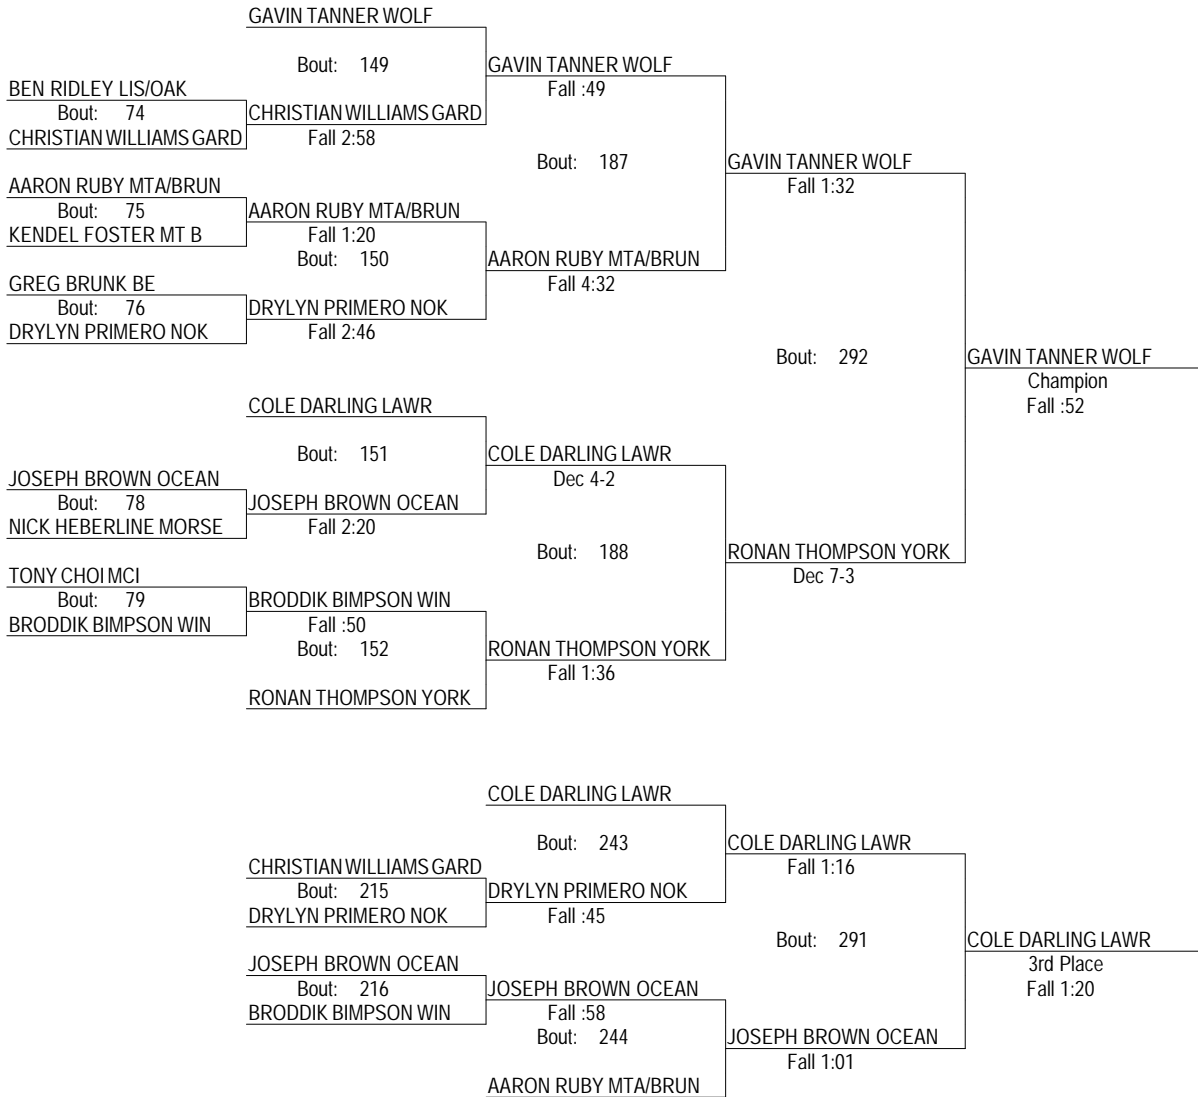 GAVIN TANNER WOLF
Bout: 149
GAVIN TANNER WOLF
Fall :49
BEN RIDLEY LIS/OAK
Bout: 74
CHRISTIAN WILLIAMS GARD
CHRISTIAN WILLIAMS GARD
Fall 2:58
Bout: 187
GAVIN TANNER WOLF
Fall 1:32
AARON RUBY MTA/BRUN
Bout: 75
KENDEL FOSTER MT B
AARON RUBY MTA/BRUN
Fall 1:20
Bout: 150
AARON RUBY MTA/BRUN
Fall 4:32
GREG BRUNK BE
Bout: 76
DRYLYN PRIMERO NOK
DRYLYN PRIMERO NOK
Fall 2:46
Bout: 292
GAVIN TANNER WOLF
Champion
Fall :52
COLE DARLING LAWR
Bout: 151
COLE DARLING LAWR
Dec 4-2
JOSEPH BROWN OCEAN
Bout: 78
NICK HEBERLINE MORSE
JOSEPH BROWN OCEAN
Fall 2:20
Bout: 188
RONAN THOMPSON YORK
Dec 7-3
TONY CHOI MCI
Bout: 79
BRODDIK BIMPSON WIN
BRODDIK BIMPSON WIN
Fall :50
Bout: 152
RONAN THOMPSON YORK
Fall 1:36
RONAN THOMPSON YORK
COLE DARLING LAWR
Bout: 243
COLE DARLING LAWR
Fall 1:16
CHRISTIAN WILLIAMS GARD
Bout: 215
DRYLYN PRIMERO NOK
DRYLYN PRIMERO NOK
Fall :45
Bout: 291
COLE DARLING LAWR
3rd Place
Fall 1:20
JOSEPH BROWN OCEAN
Bout: 216
BRODDIK BIMPSON WIN
JOSEPH BROWN OCEAN
Fall :58
Bout: 244
JOSEPH BROWN OCEAN
Fall 1:01
AARON RUBY MTA/BRUN